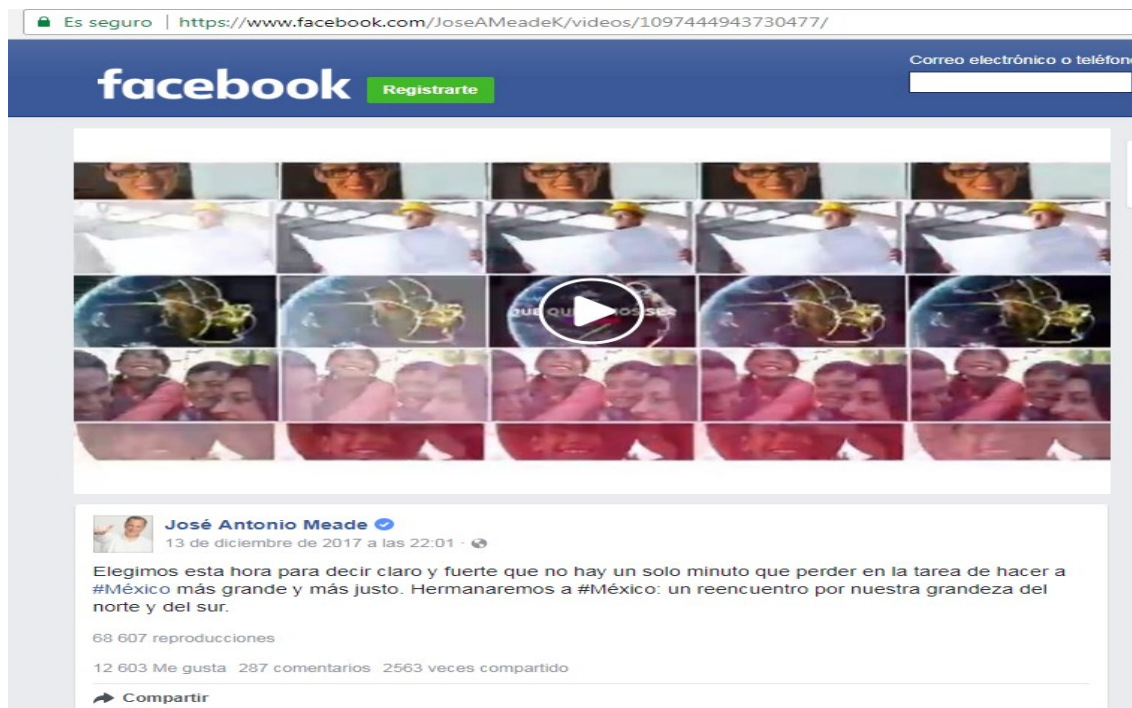 Es seguro | https://www.facebook.com/JoseAMeadeK/videos/1097444943730477/
Correo electrónico o teléfono
facebook Registrarte
José Antonio Meade
13 de diciembre de 2017 a las 22:01 ·
Elegimos esta hora para decir claro y fuerte que no hay un solo minuto que perder en la tarea de hacer a
#México más grande y más justo. Hermanaremos a #México: un reencuentro por nuestra grandeza del
norte y del sur.
68 607 reproducciones
12 603 Me gusta 287 comentarios 2563 veces compartido
Compartir